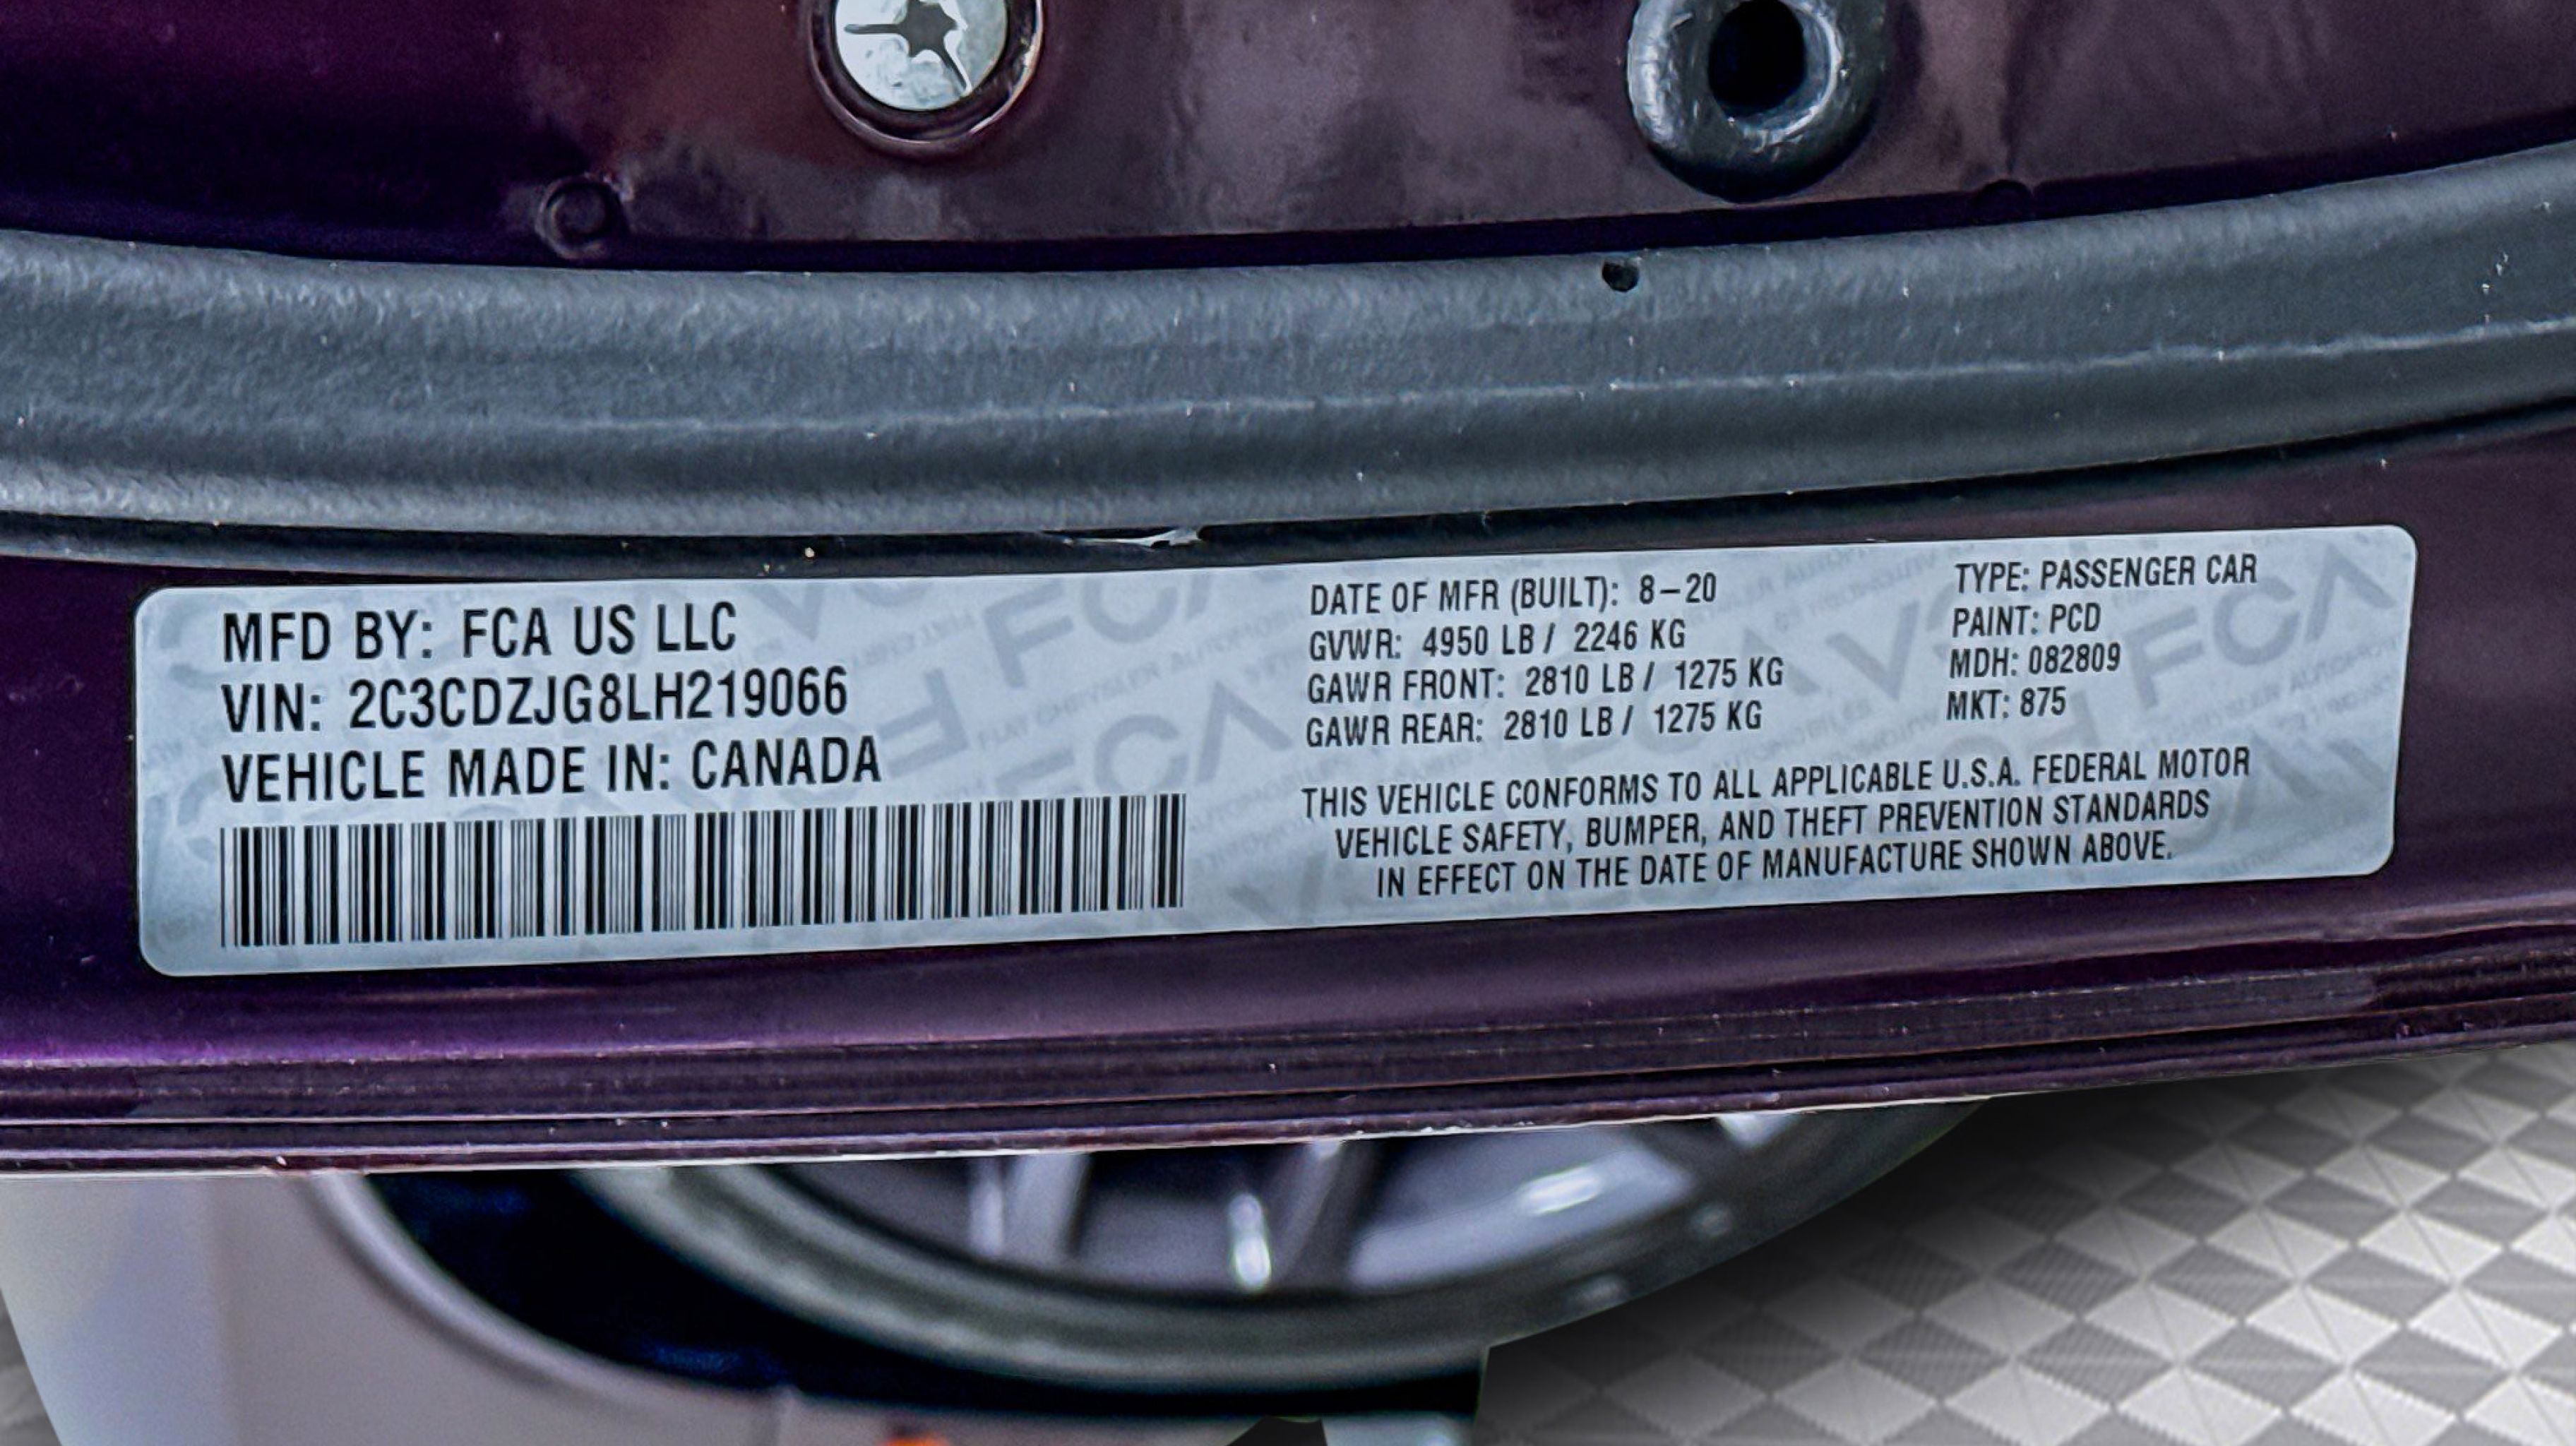 MFD BY: FCA US LLC
VIN: 2C3CDZJG8LH219066
VEHICLE MADE IN: CANADA
DATE OF MFR (BUILT): 8-20
GVWR: 4950 LB / 2246 KG
GAWR FRONT: 2810 LB / 1275 KG
GAWR REAR: 2810 LB / 1275 KG
TYPE: PASSENGER CAR
PAINT: PCD
MDH: 082809
MKT: 875
THIS VEHICLE CONFORMS TO ALL APPLICABLE U.S.A. FEDERAL MOTOR
VEHICLE SAFETY, BUMPER, AND THEFT PREVENTION STANDARDS
IN EFFECT ON THE DATE OF MANUFACTURE SHOWN ABOVE.